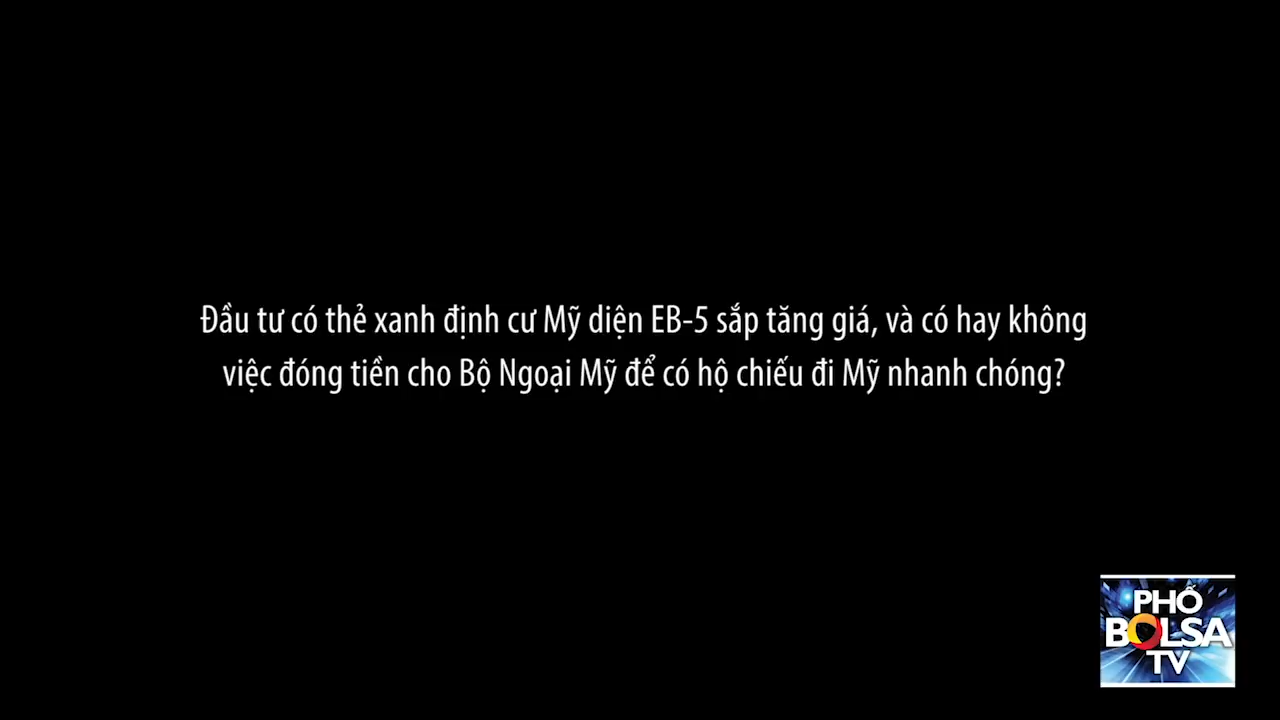 Đầu tư có thẻ xanh định cư Mỹ diện EB-5 sắp tăng giá, và có hay không
việc đóng tiền cho Bộ Ngoại Mỹ để có hộ chiếu đi Mỹ nhanh chóng?
PHỐ
BOLSA
TV